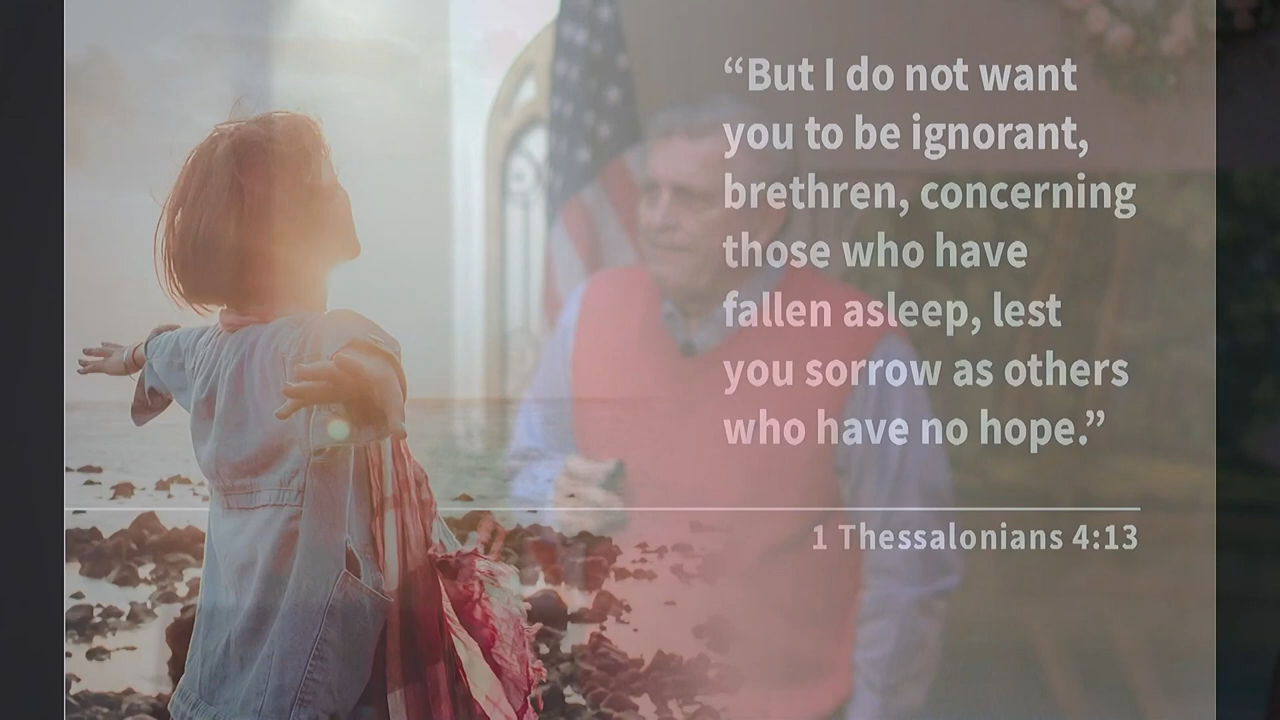 “But I do not want
you to be ignorant,
brethren, concerning
those who have
fallen asleep, lest
you sorrow as others
who have no hope.”
1 Thessalonians 4:13